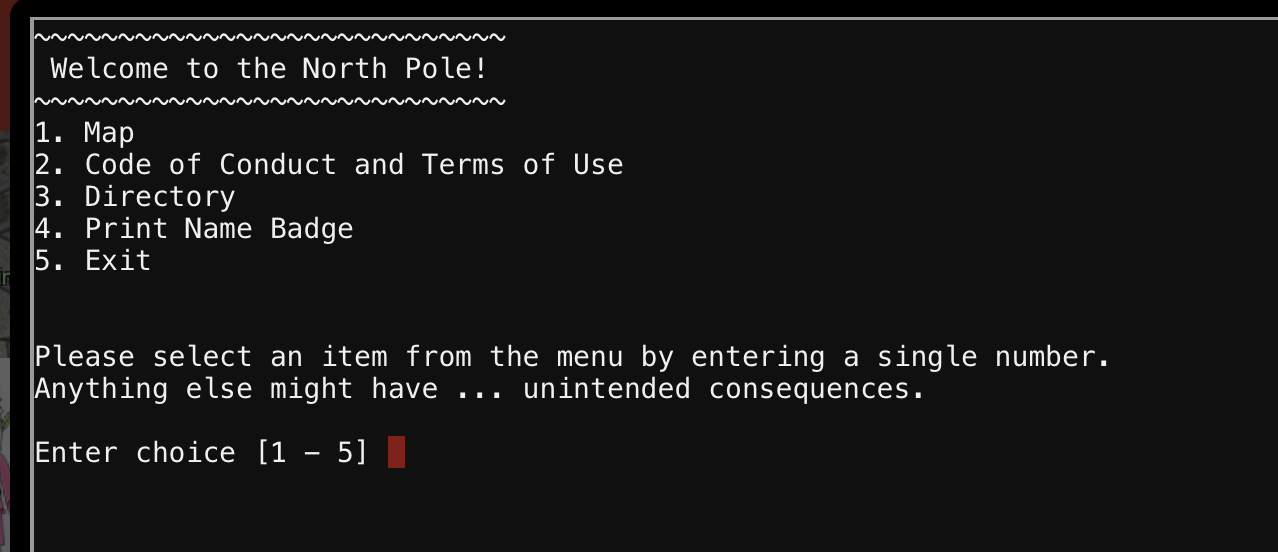 ~~~~~~~~~~~~~~~~~~~~~~~~~~~~
Welcome to the North Pole!
~~~~~~~~~~~~~~~~~~~~~~~~~~~~
1. Map
2. Code of Conduct and Terms of Use
3. Directory
4. Print Name Badge
5. Exit
Please select an item from the menu by entering a single number.
Anything else might have ... unintended consequences.
Enter choice [1 - 5]